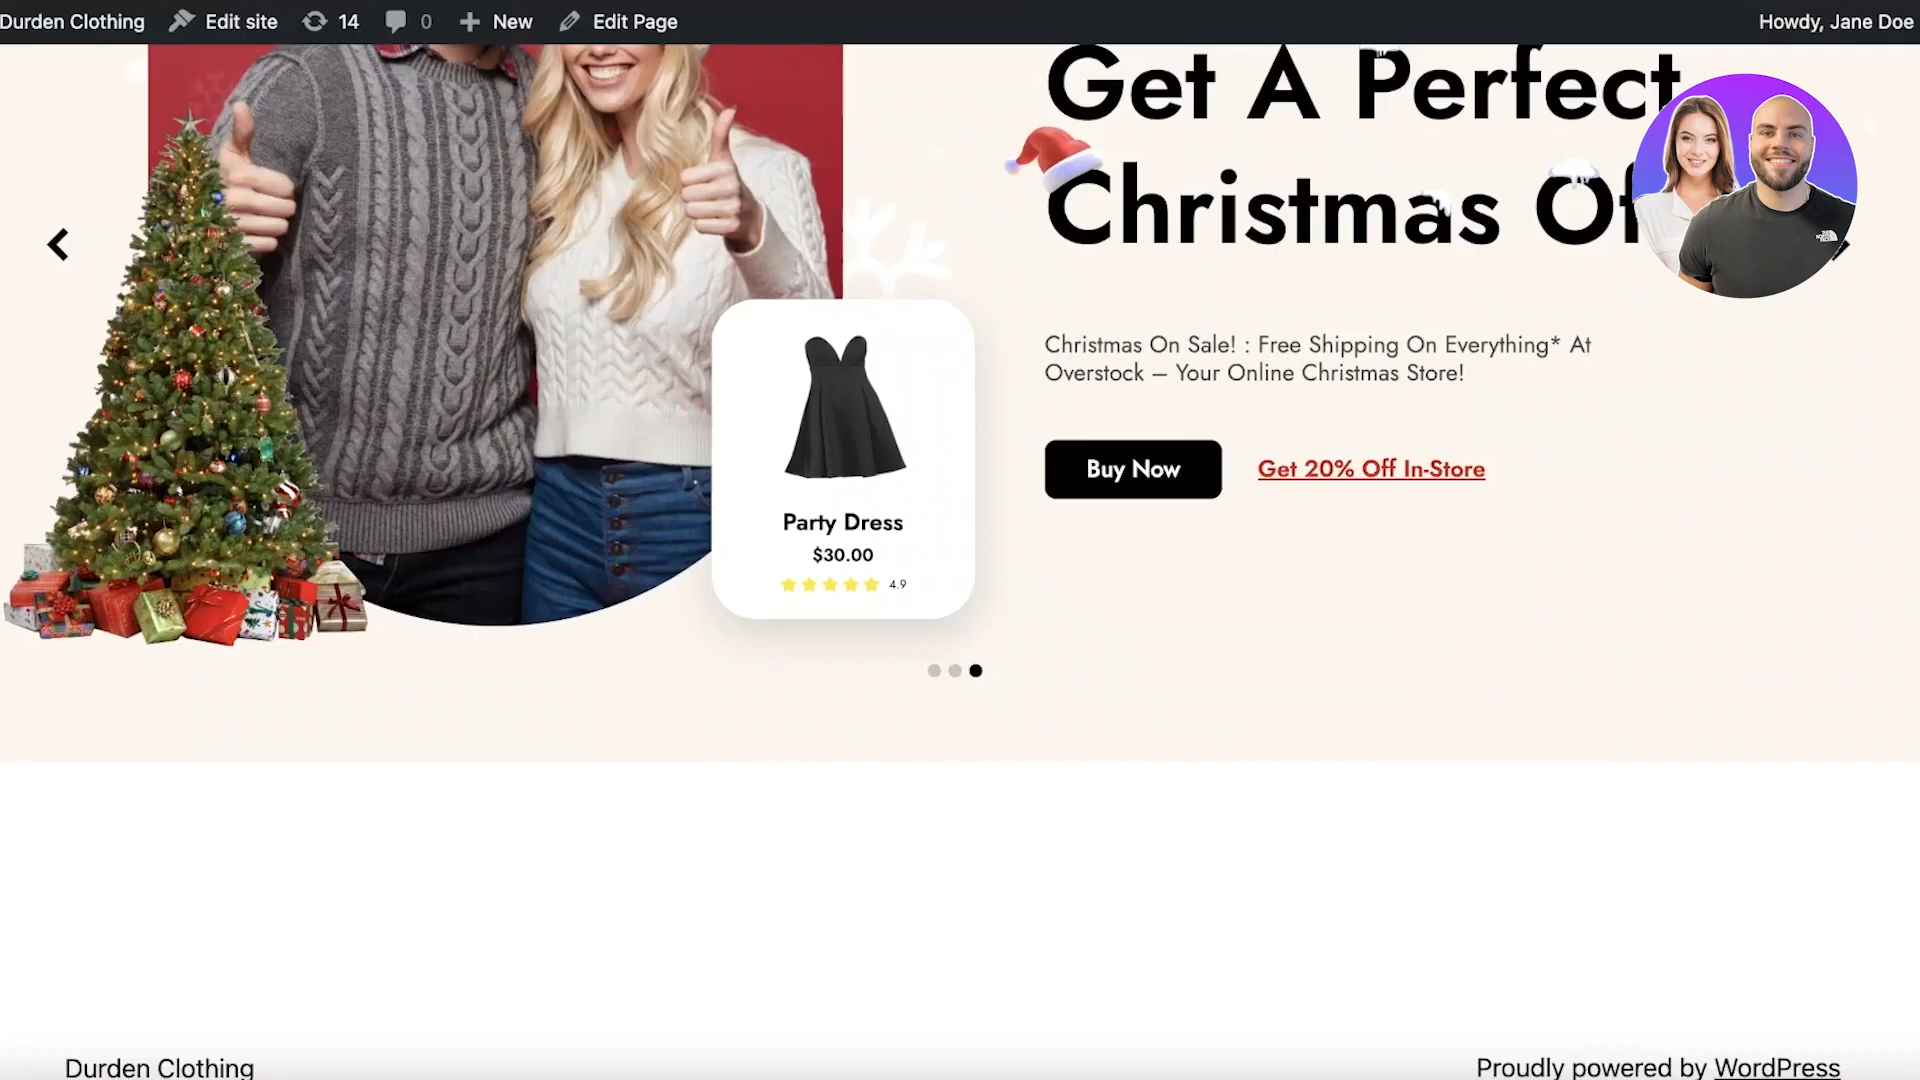 Durden Clothing Edit site 14 0 New Edit Page Howdy, Jane Doe
Get A Perfect
Christmas
Christmas On Sale! : Free Shipping On Everything* At
Overstock – Your Online Christmas Store!
Buy Now Get 20% Off In-Store
Party Dress
$30.00
4.9
Durden Clothing Proudly powered by WordPress